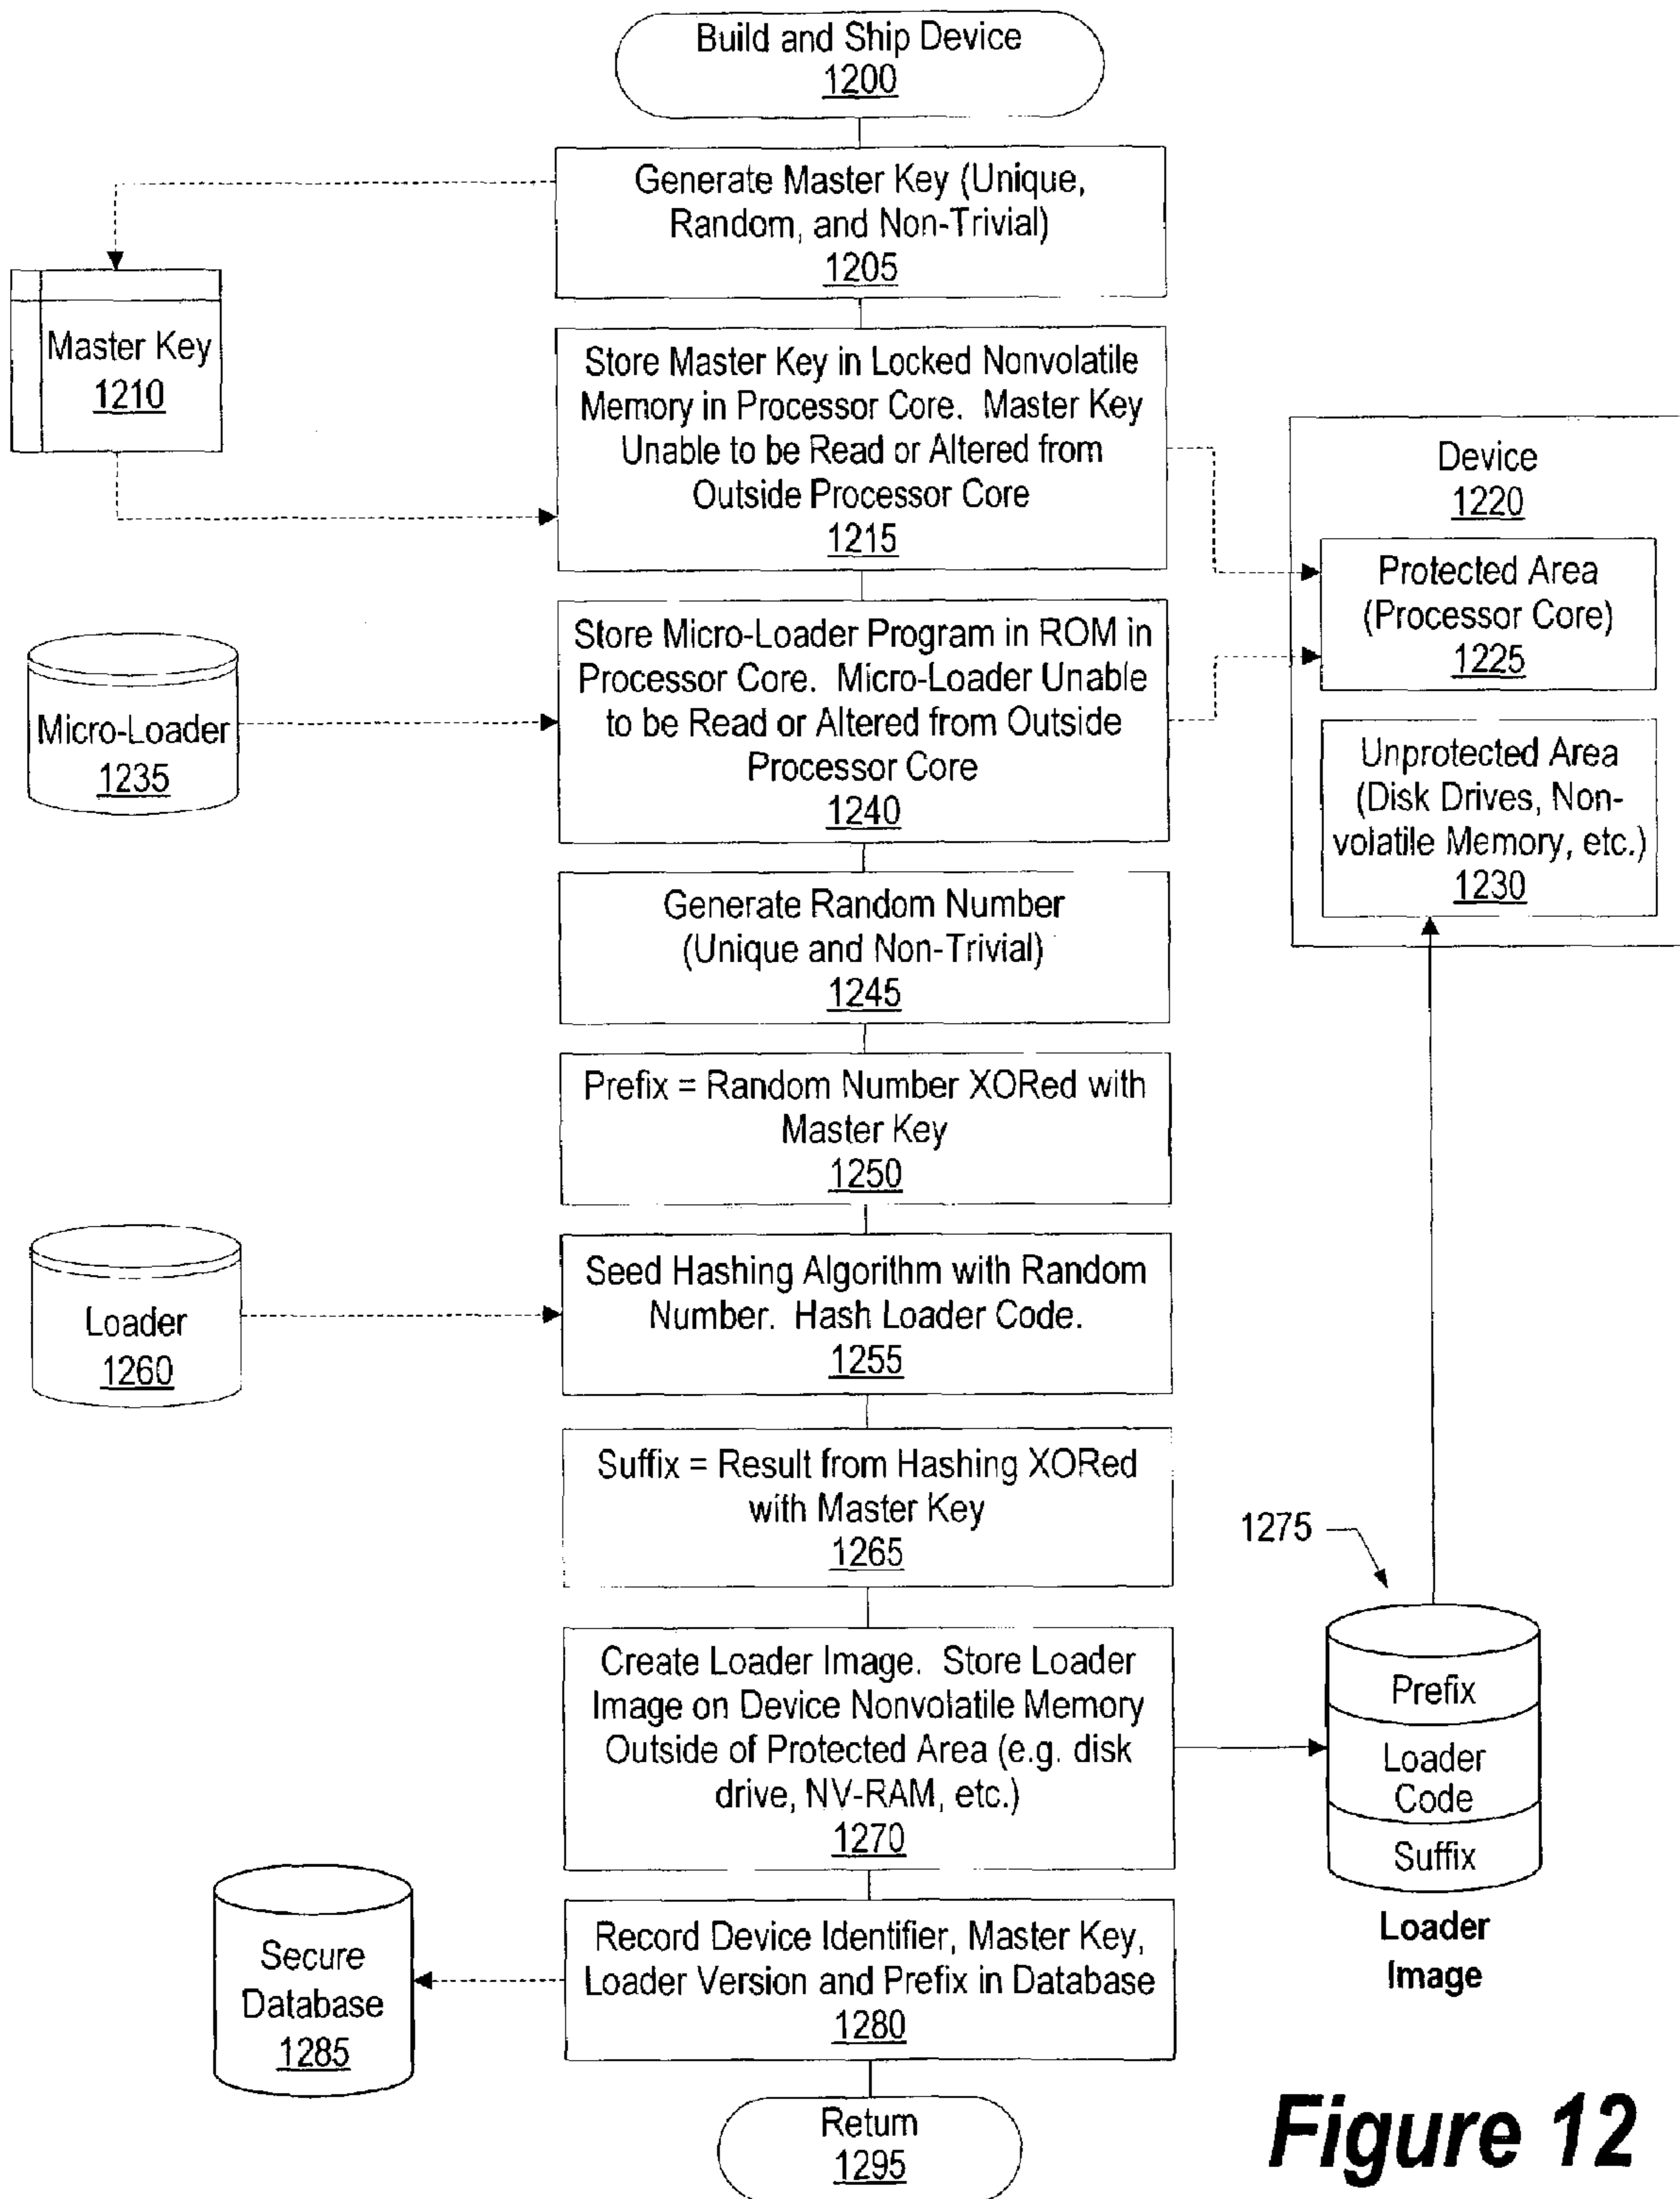 Build and Ship Device
1200
Generate Master Key (Unique,
Random, and Non-Trivial)
1205
Master Key
1210
Store Master Key in Locked Nonvolatile
Memory in Processor Core. Master Key
Unable to be Read or Altered from
Outside Processor Core
1215
Device
1220
Protected Area
(Processor Core)
1225
Unprotected Area
(Disk Drives, Non-
volatile Memory, etc.)
1230
Micro-Loader
1235
Store Micro-Loader Program in ROM in
Processor Core. Micro-Loader Unable
to be Read or Altered from Outside
Processor Core
1240
Generate Random Number
(Unique and Non-Trivial)
1245
Prefix = Random Number XORed with
Master Key
1250
Loader
1260
Seed Hashing Algorithm with Random
Number. Hash Loader Code.
1255
Suffix = Result from Hashing XORed
with Master Key
1265
1275
Create Loader Image. Store Loader
Image on Device Nonvolatile Memory
Outside of Protected Area (e.g. disk
drive, NV-RAM, etc.)
1270
Prefix
Loader
Code
Suffix
Loader
Image
Secure
Database
1285
Record Device Identifier, Master Key,
Loader Version and Prefix in Database
1280
Return
1295
Figure 12